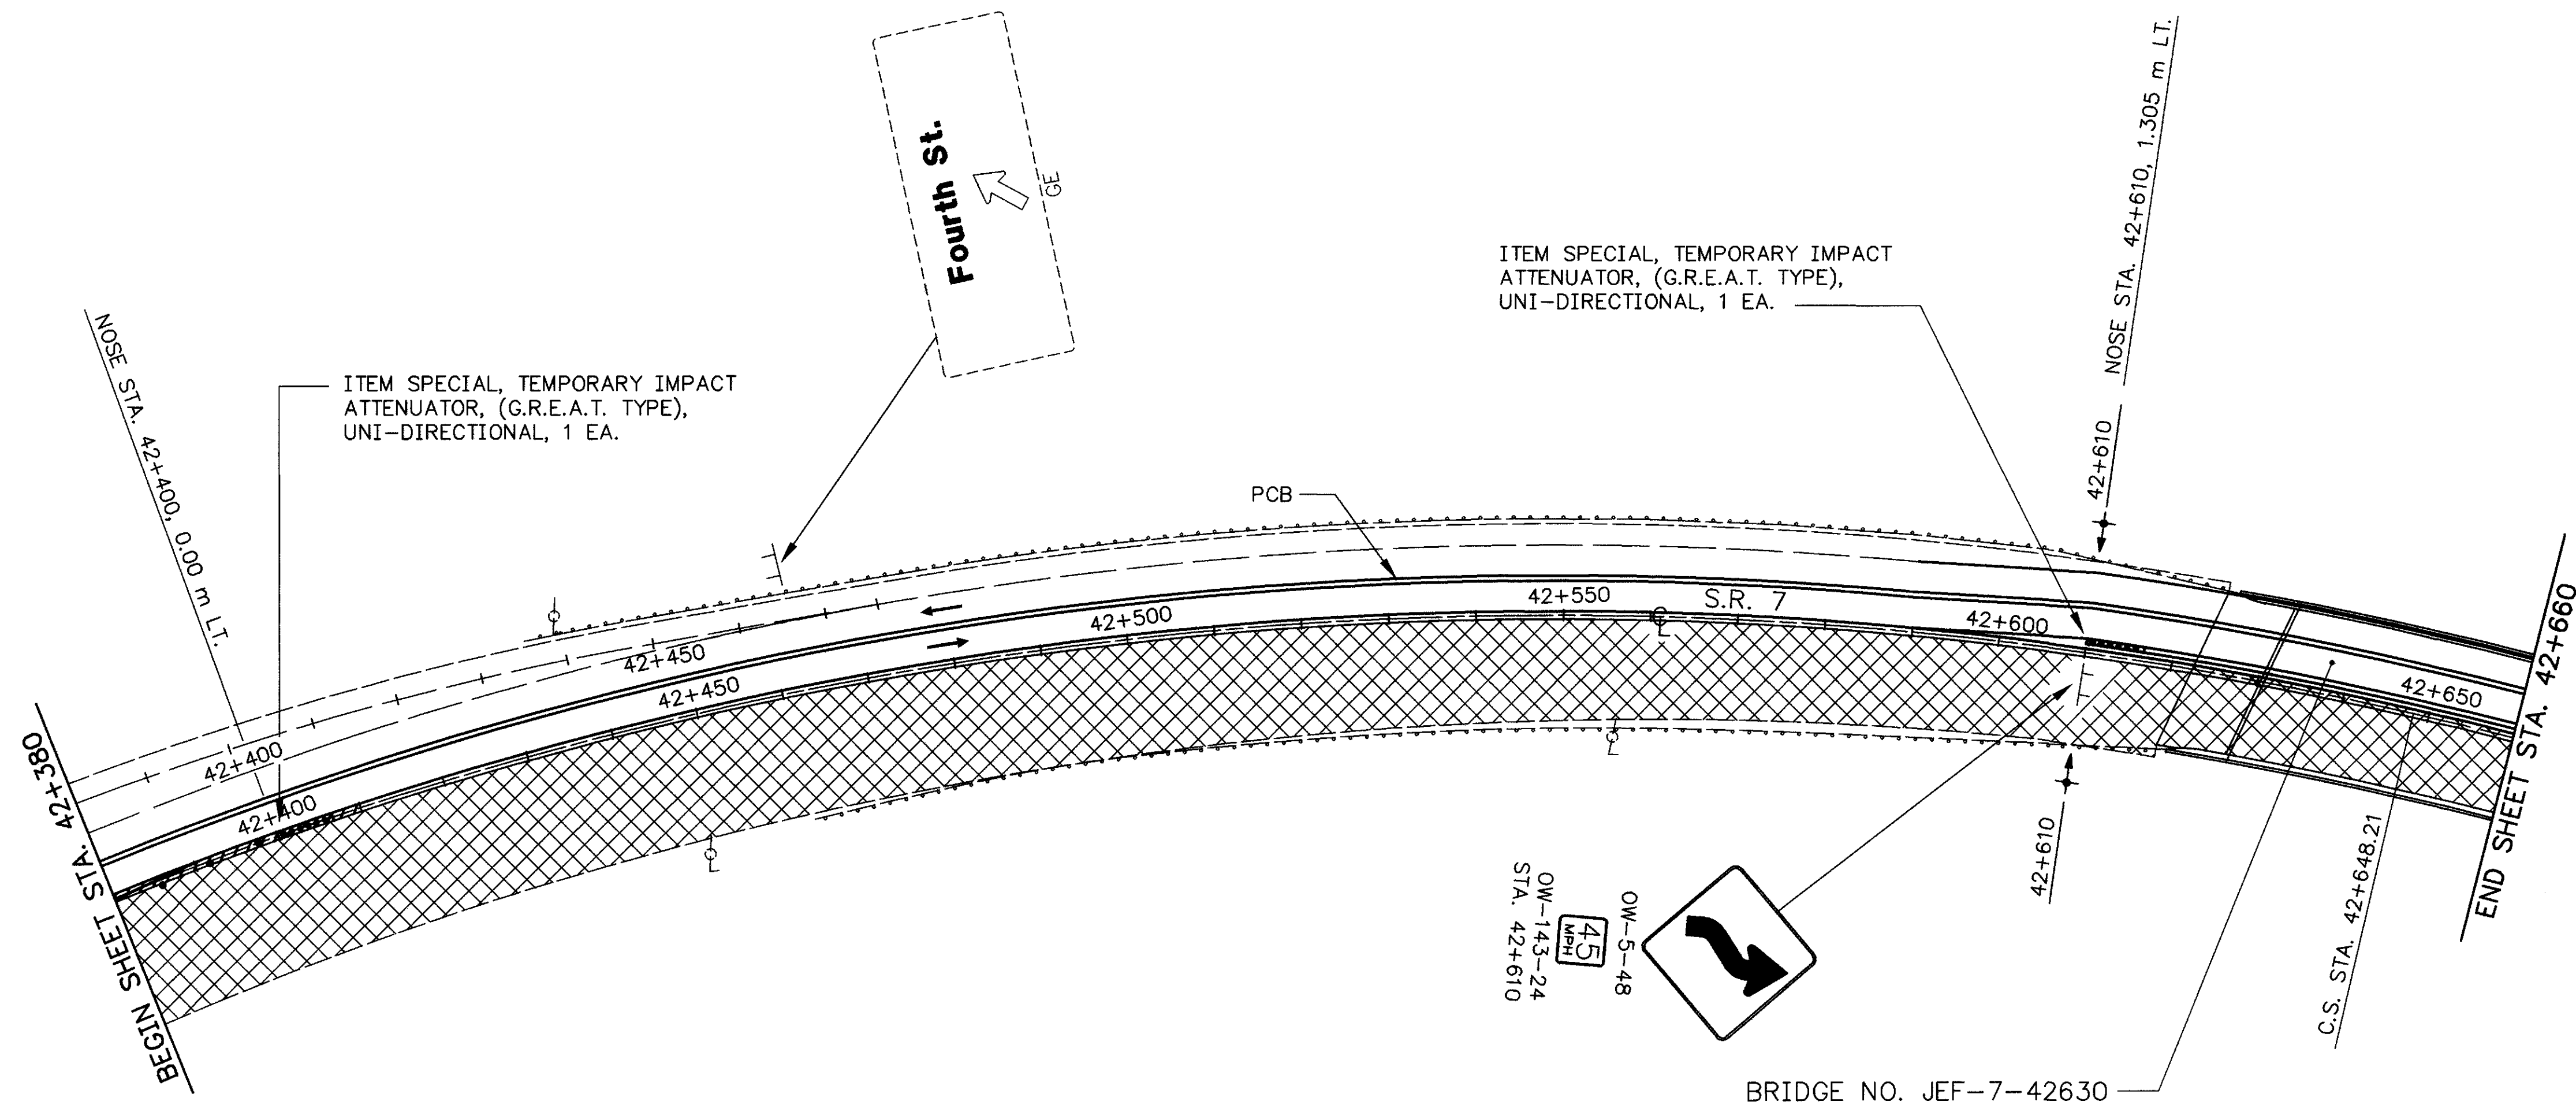 NOSE STA. 42+400, 0.00 m LT.
ITEM SPECIAL, TEMPORARY IMPACT
ATTENUATOR, (G.R.E.A.T. TYPE),
UNI-DIRECTIONAL, 1 EA.
Fourth St.
GE
ITEM SPECIAL, TEMPORARY IMPACT
ATTENUATOR, (G.R.E.A.T. TYPE),
UNI-DIRECTIONAL, 1 EA.
NOSE STA. 42+610, 1.305 m LT.
42+610
PCB
BEGIN SHEET STA. 42+380
42+400
42+400
42+450
42+450
42+500
42+550
S.R. 7
42+600
42+650
END SHEET STA. 42+660
42+610
C.S. STA. 42+648.21
OW-5-48
45
MPH
OW-143-24
STA. 42+610
BRIDGE NO. JEF-7-42630